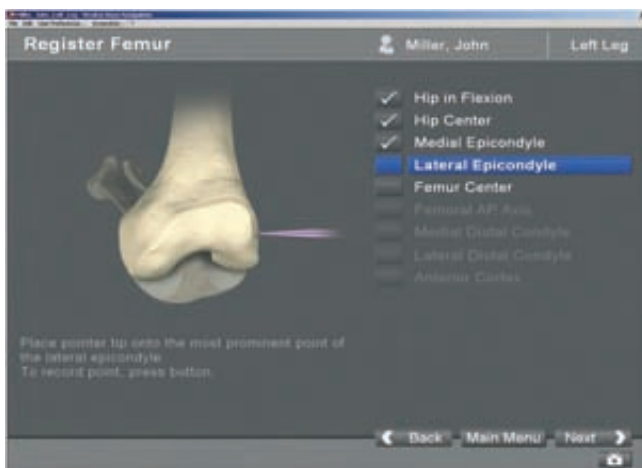 Register Femur
Miller, John
Left Leg
Hip in Flexion
Hip Center
Medial Epicondyle
Lateral Epicondyle
Femur Center
Femoral AP Axis
Medial Distal Condyle
Lateral Distal Condyle
Anterior Cortex
Place pointer tip onto the most prominent point of
the lateral epicondyle
To record point, press button.
Back
Main Menu
Next